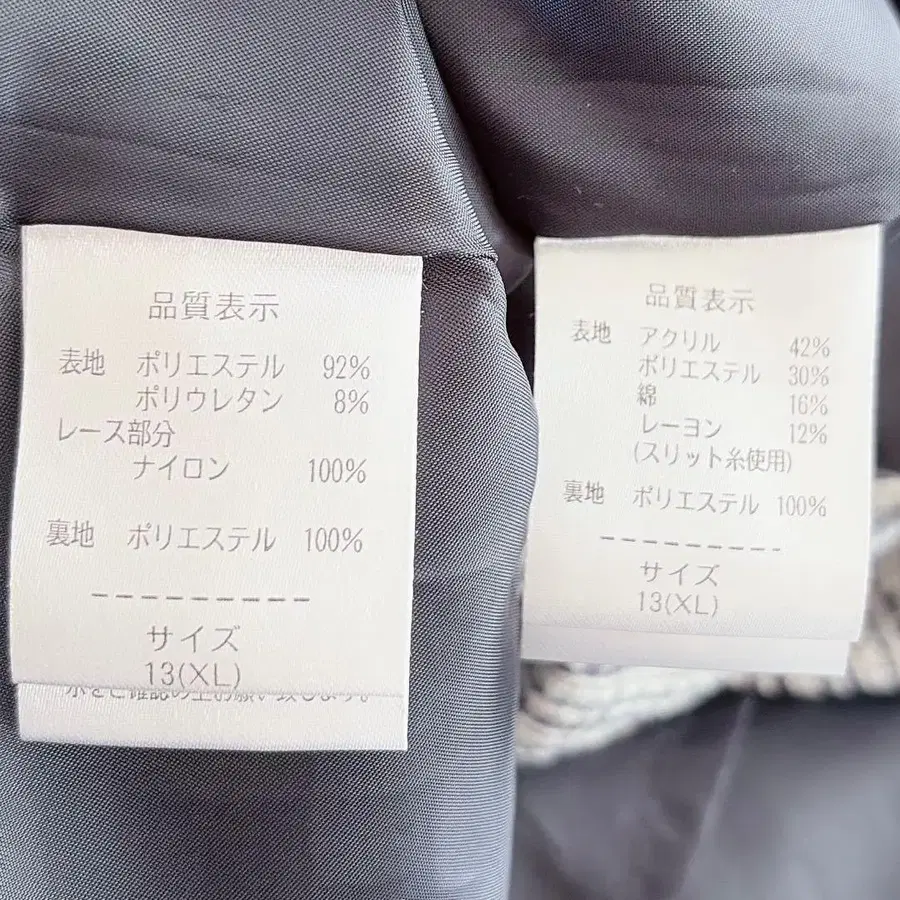 品質表示
表地 ポリエステル 92%
ポリウレタン 8%
レース部分
ナイロン 100%
裏地 ポリエステル 100%
サイズ
13(XL)
品質表示
表地 アクリル 42%
ポリエステル 30%
綿 16%
レーヨン 12%
(スリット糸使用)
裏地 ポリエステル 100%
サイズ
13(XL)